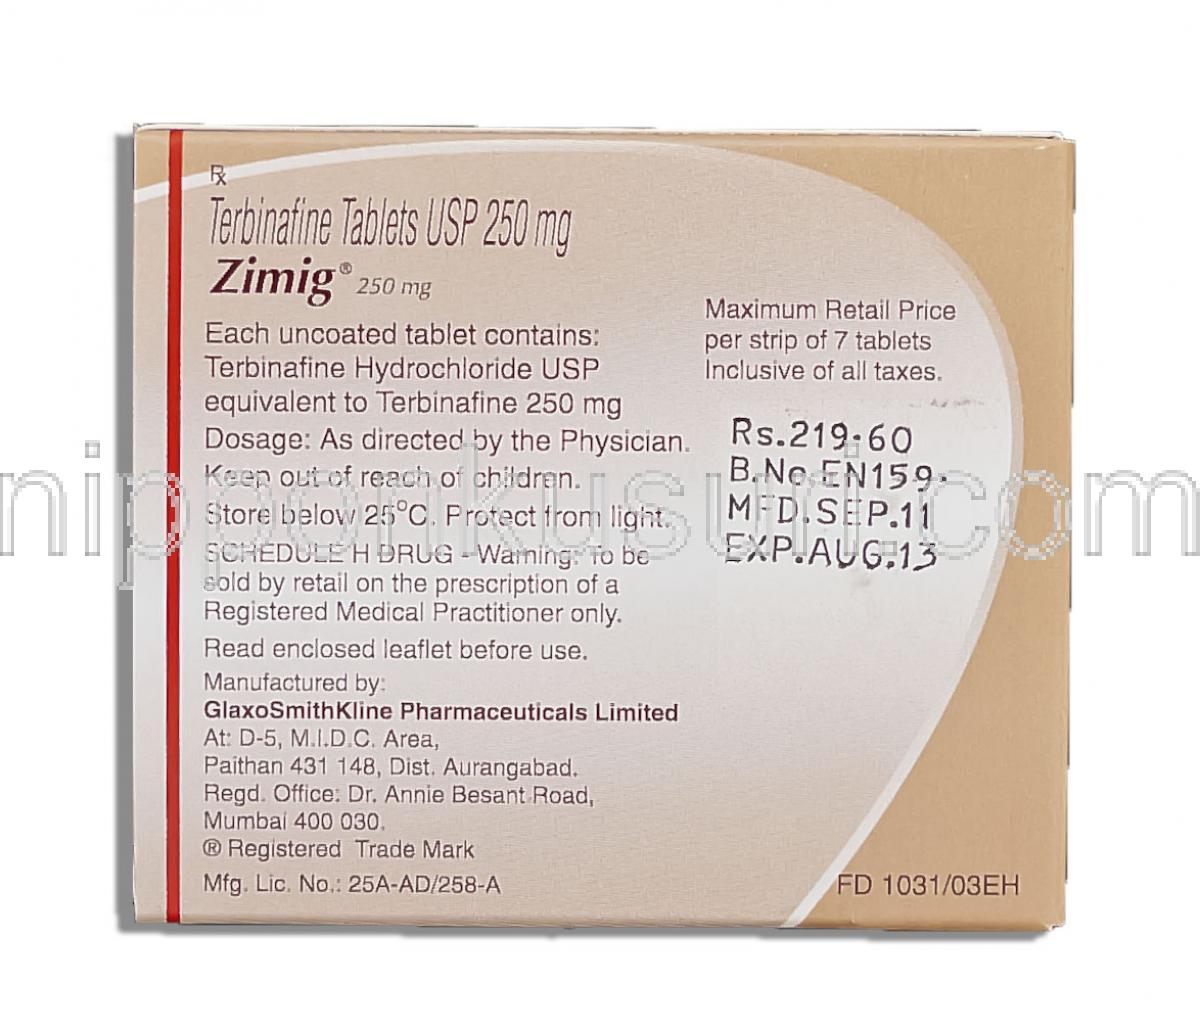 Rx
Terbinafine Tablets USP 250 mg
Zimig® 250 mg
Each uncoated tablet contains:
Terbinafine Hydrochloride USP
equivalent to Terbinafine 250 mg
Dosage: As directed by the Physician.
Keep out of reach of children.
Store below 25°C. Protect from light.
SCHEDULE H DRUG - Warning: To be
sold by retail on the prescription of a
Registered Medical Practitioner only.
Read enclosed leaflet before use.
Manufactured by:
GlaxoSmithKline Pharmaceuticals Limited
At: D-5, M.I.D.C. Area,
Paithan 431 148, Dist. Aurangabad.
Regd. Office: Dr. Annie Besant Road,
Mumbai 400 030.
® Registered Trade Mark
Mfg. Lic. No.: 25A-AD/258-A
Maximum Retail Price
per strip of 7 tablets
Inclusive of all taxes.
Rs.219.60
B.No.EN159.
MFD.SEP.11
EXP.AUG.13
FD 1031/03EH
nipponkusuri.com